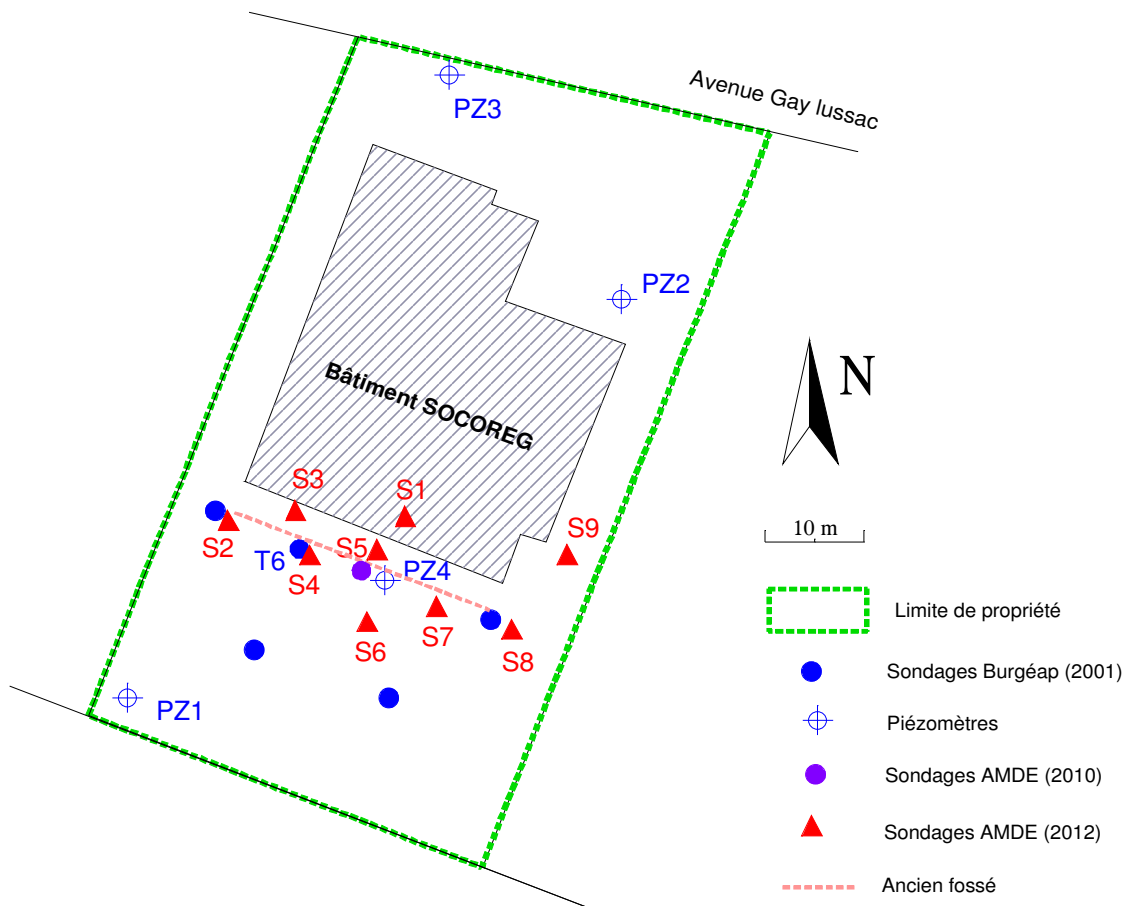 Avenue Gay lussac
PZ3
PZ2
Bâtiment SOCOREG
N
S3
S1
S9
S2
T6
S4
S5
PZ4
S7
S6
S8
PZ1
10 m
Limite de propriété
Sondages Burgéap (2001)
Piézomètres
Sondages AMDE (2010)
Sondages AMDE (2012)
Ancien fossé